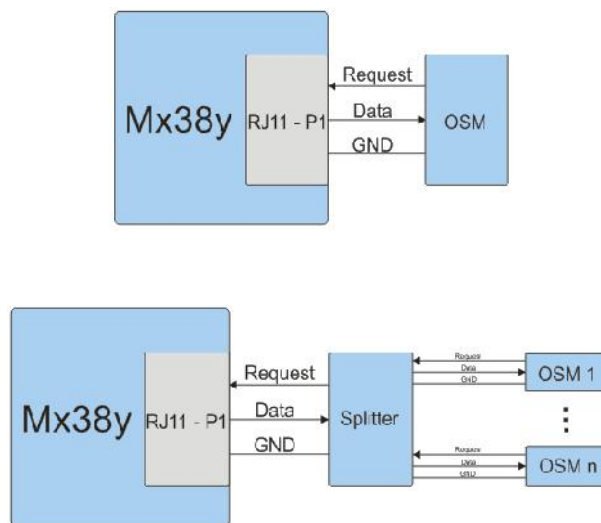 Mx38y
RJ11 - P1
Request
Data
GND
OSM
Mx38y
RJ11 - P1
Request
Data
GND
Splitter
Request
Data
GND
OSM 1
⋮
Request
Data
GND
OSM n